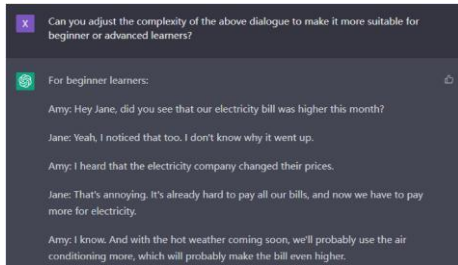 X
Can you adjust the complexity of the above dialogue to make it more suitable for
beginner or advanced learners?
For beginner learners:
Amy: Hey Jane, did you see that our electricity bill was higher this month?
Jane: Yeah, I noticed that too. I don't know why it went up.
Amy: I heard that the electricity company changed their prices.
Jane: That's annoying. It's already hard to pay all our bills, and now we have to pay
more for electricity.
Amy: I know. And with the hot weather coming soon, we'll probably use the air
conditioning more, which will probably make the bill even higher.